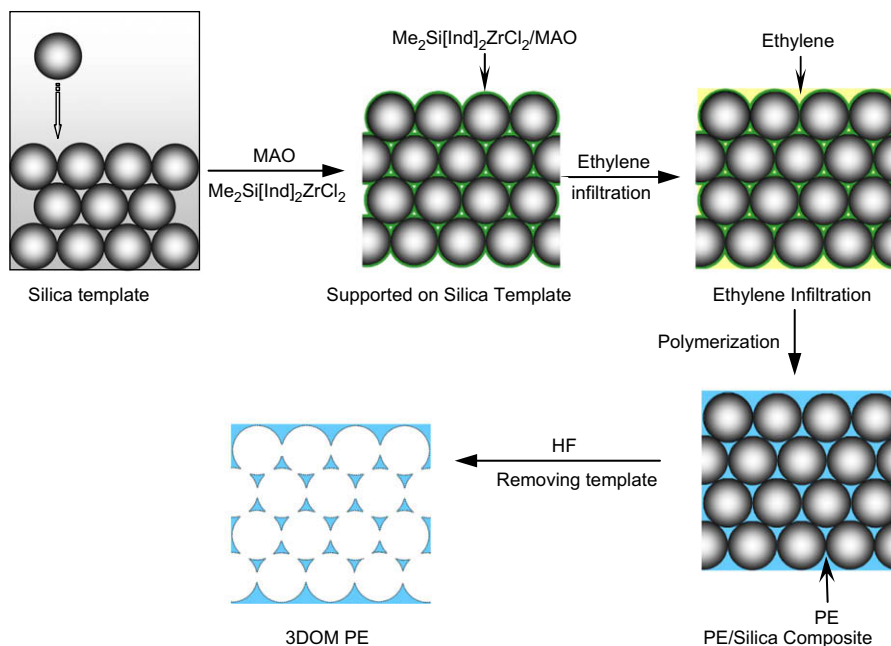 Me₂Si[Ind]₂ZrCl₂/MAO
Ethylene
MAO
Me₂Si[Ind]₂ZrCl₂
Ethylene
infiltration
Silica template
Supported on Silica Template
Ethylene Infiltration
Polymerization
HF
Removing template
PE
3DOM PE
PE/Silica Composite